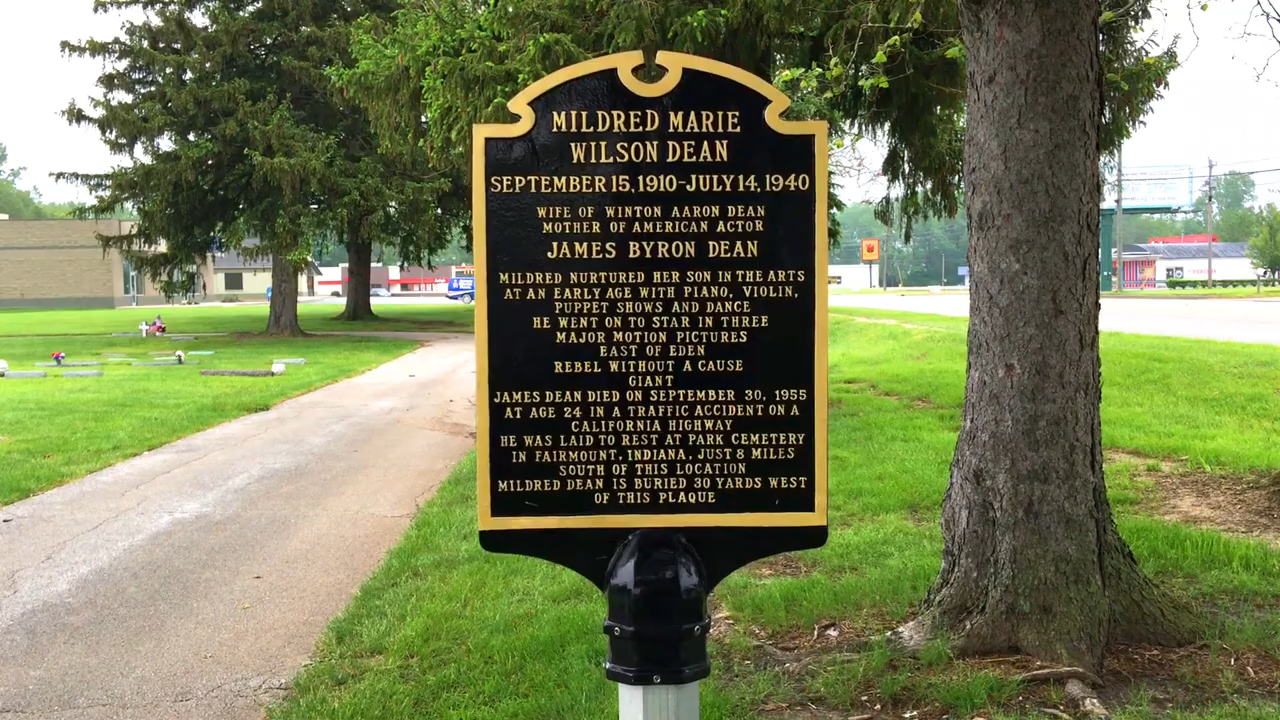 MILDRED MARIE
WILSON DEAN
SEPTEMBER 15, 1910-JULY 14, 1940
WIFE OF WINTON AARON DEAN
MOTHER OF AMERICAN ACTOR
JAMES BYRON DEAN
MILDRED NURTURED HER SON IN THE ARTS
AT AN EARLY AGE WITH PIANO, VIOLIN,
PUPPET SHOWS AND DANCE
HE WENT ON TO STAR IN THREE
MAJOR MOTION PICTURES
EAST OF EDEN
REBEL WITHOUT A CAUSE
GIANT
JAMES DEAN DIED ON SEPTEMBER 30, 1955
AT AGE 24 IN A TRAFFIC ACCIDENT ON A
CALIFORNIA HIGHWAY
HE WAS LAID TO REST AT PARK CEMETERY
IN FAIRMOUNT, INDIANA, JUST 8 MILES
SOUTH OF THIS LOCATION
MILDRED DEAN IS BURIED 30 YARDS WEST
OF THIS PLAQUE